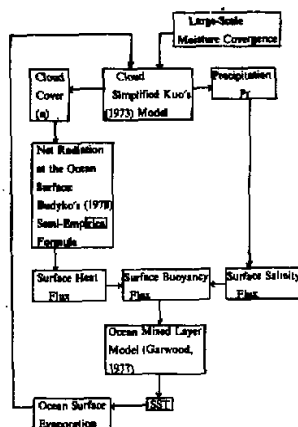 Large-Scale
Moisture Covergence
Cloud
Cover
(n)
Cloud
Simplified Kuo's
(1973) Model
Precipitation
Pr
Net Radiation
at the Ocean
Surface:
Budyko's (1978)
Semi-Empirical
Formula
Surface Heat
Flux
Surface Buoyancy
Flux
Surface Salinity
Flux
Ocean Mixed Layer
Model (Garwood,
1977)
SST
Ocean Surface
Evaporation